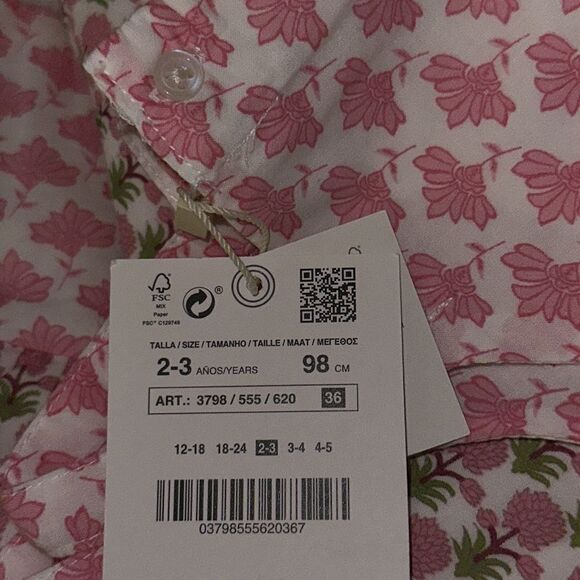 FSC
MIX
Paper
FSC® C129749
®
TALLA / SIZE / TAMANHO / TAILLE / MAAT / ΜΕΓΕΘΟΣ
2-3 AÑOS/YEARS 98 CM
ART.: 3798 / 555 / 620 36
12-18 18-24 2-3 3-4 4-5
03798555620367